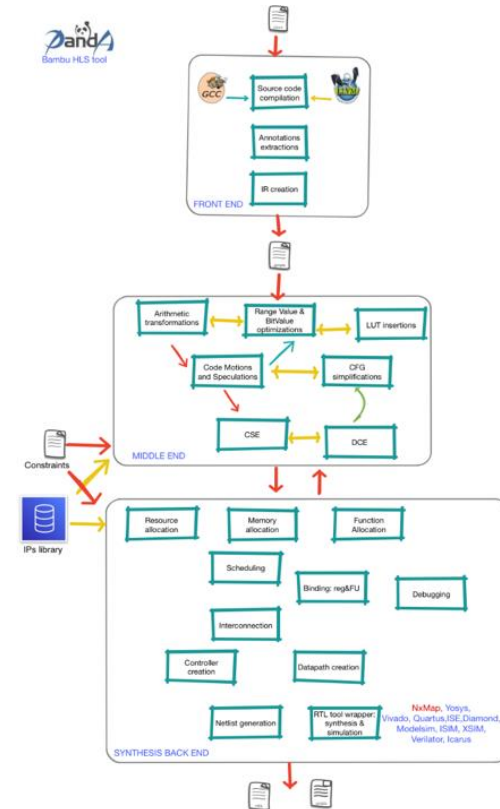 PandA
Bambu HLS tool
GCC
Source code
compilation
Annotations
extractions
IR creation
FRONT END
Arithmetic
transformations
Range Value &
BitValue
optimizations
LUT insertions
Code Motions
and Speculations
CFG
simplifications
CSE
DCE
MIDDLE END
Constraints
IPs library
Resource
allocation
Memory
allocation
Function
Allocation
Scheduling
Binding: reg&FU
Debugging
Interconnection
Controller
creation
Datapath creation
Netlist generation
RTL tool wrapper:
synthesis &
simulation
NxMap, Yosys,
Vivado, Quartus,ISE,Diamond,
Modelsim, ISIM, XSIM,
Verilator, Icarus
SYNTHESIS BACK END